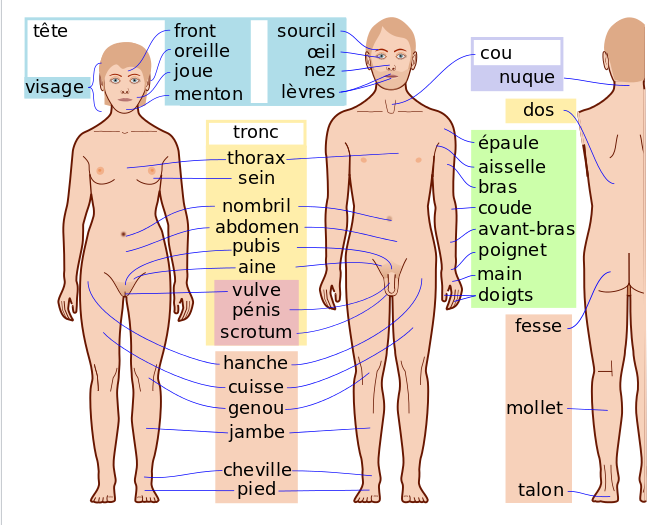 tête
front
oreille
joue
menton
visage
sourcil
œil
nez
lèvres
cou
nuque
dos
tronc
thorax
sein
nombril
abdomen
pubis
aine
vulve
pénis
scrotum
hanche
cuisse
genou
jambe
cheville
pied
épaule
aisselle
bras
coude
avant-bras
poignet
main
doigts
fesse
mollet
talon